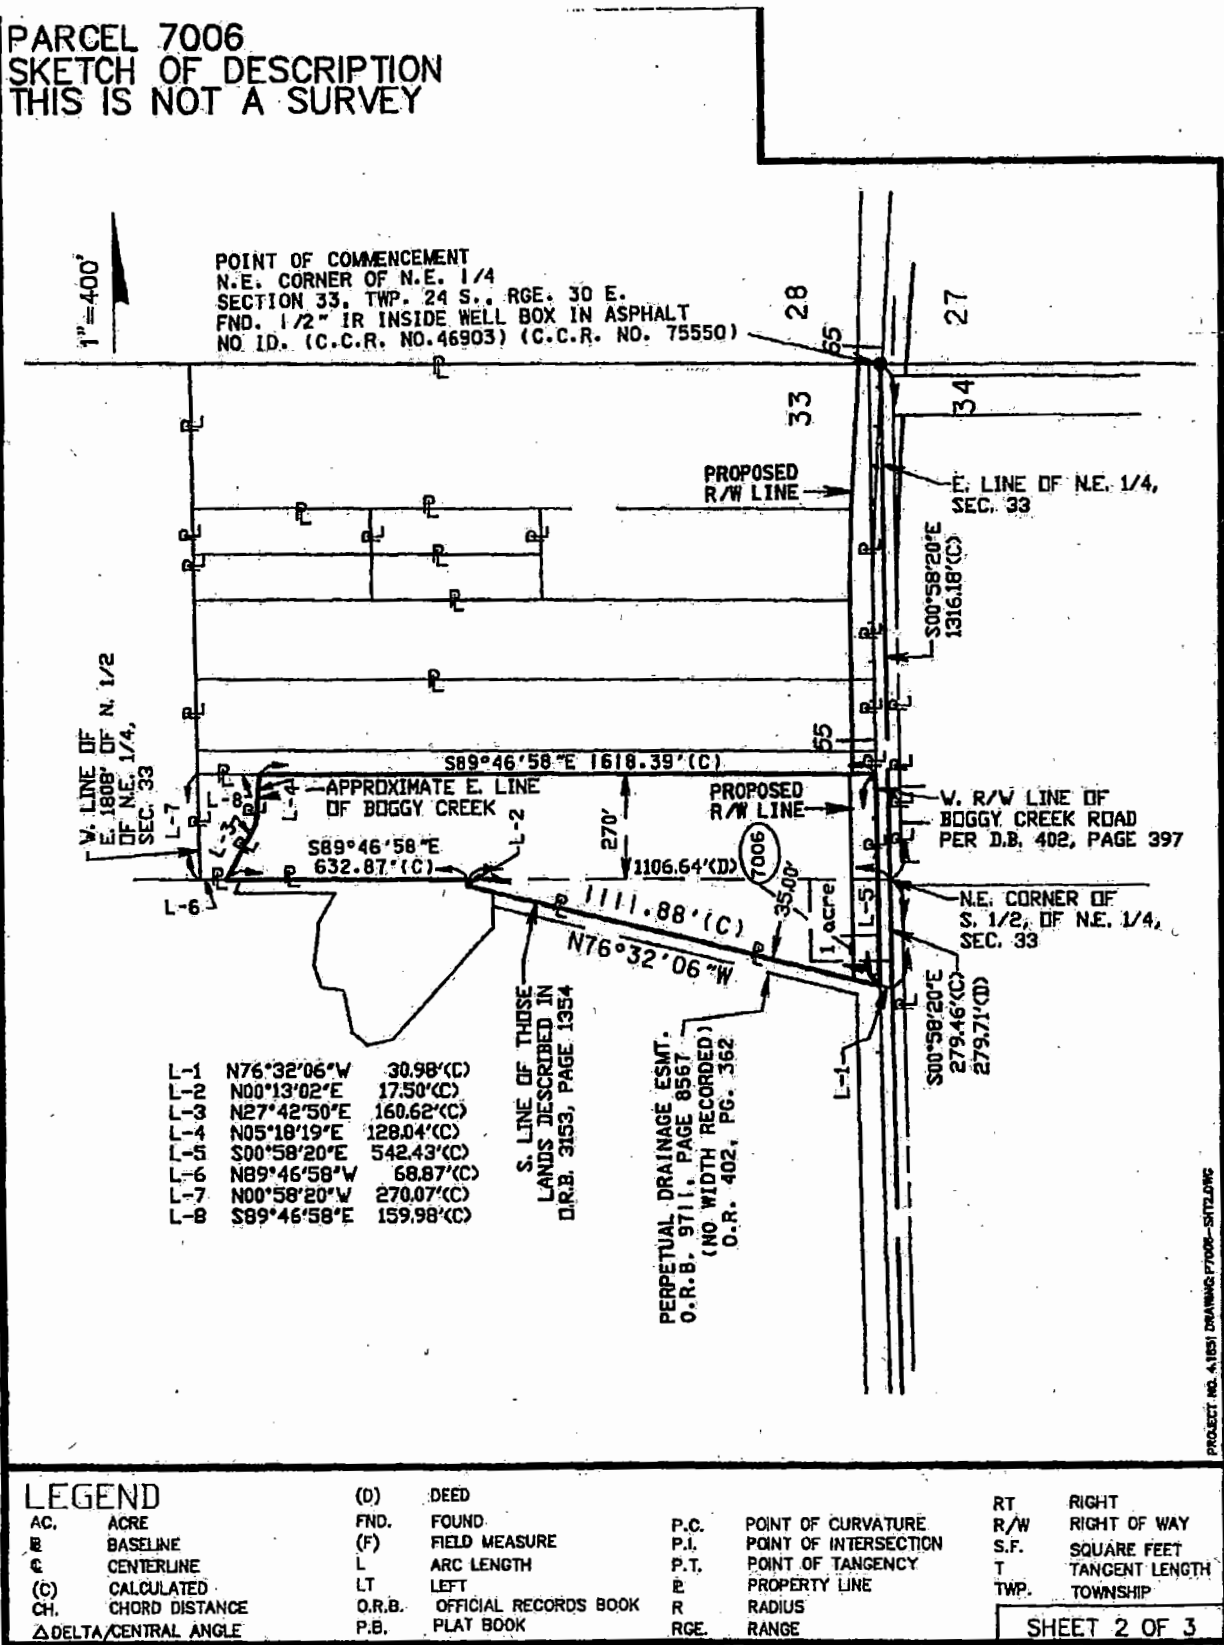 PARCEL 7006
SKETCH OF DESCRIPTION
THIS IS NOT A SURVEY
1"=400'
POINT OF COMMENCEMENT
N.E. CORNER OF N.E. 1/4
SECTION 33, TWP. 24 S., RGE. 30 E.
FND. 1/2" IR INSIDE WELL BOX IN ASPHALT
NO ID. (C.C.R. NO.46903) (C.C.R. NO. 75550)
28
27
55
33
34
PROPOSED
R/W LINE
E. LINE OF N.E. 1/4,
SEC. 33
S00°58'20"E
1316.18'(C)
W. LINE OF
E. 1808' OF N. 1/2
OF N.E. 1/4,
SEC. 33
55
S89°46'58"E 1618.39'(C)
L-7
L-8
L-3
L-4
APPROXIMATE E. LINE
OF BOGGY CREEK
L-2
270'
PROPOSED
R/W LINE
W. R/W LINE OF
BOGGY CREEK ROAD
PER D.B. 402, PAGE 397
S89°46'58"E
632.87'(C)
1106.64'(D)
7006
L-6
1111.88'(C)
N76°32'06"W
35.00'
1 acre
L-5
N.E. CORNER OF
S. 1/2, OF N.E. 1/4,
SEC. 33
S00°58'20"E
279.46'(C)
279.71'(D)
L-1
S. LINE OF THOSE
LANDS DESCRIBED IN
O.R.B. 3153, PAGE 1354
PERPETUAL DRAINAGE ESMT.
O.R.B. 9711, PAGE 8567
(NO WIDTH RECORDED)
O.R. 402, PG. 362
L-1 N76°32'06"W 30.98'(C)
L-2 N00°13'02"E 17.50'(C)
L-3 N27°42'50"E 160.62'(C)
L-4 N05°18'19"E 128.04'(C)
L-5 S00°58'20"E 542.43'(C)
L-6 N89°46'58"W 68.87'(C)
L-7 N00°58'20"W 270.07'(C)
L-8 S89°46'58"E 159.98'(C)
LEGEND
AC. ACRE
BASELINE
CENTERLINE
(C) CALCULATED
CH. CHORD DISTANCE
Δ DELTA/CENTRAL ANGLE
(D) DEED
FND. FOUND
(F) FIELD MEASURE
L ARC LENGTH
LT LEFT
O.R.B. OFFICIAL RECORDS BOOK
P.B. PLAT BOOK
P.C. POINT OF CURVATURE
P.I. POINT OF INTERSECTION
P.T. POINT OF TANGENCY
PROPERTY LINE
R RADIUS
RGE. RANGE
RT RIGHT
R/W RIGHT OF WAY
S.F. SQUARE FEET
T TANGENT LENGTH
TWP. TOWNSHIP
SHEET 2 OF 3